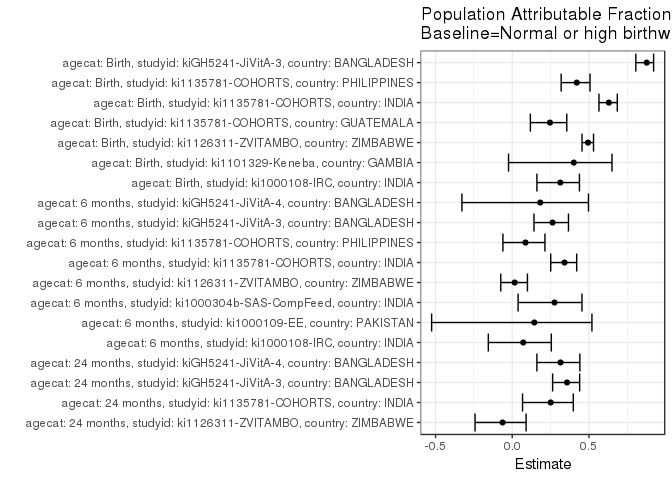 Population Attributable Fraction
Baseline=Normal or high birthw
agecat: Birth, studyid: kiGH5241-JiVitA-3, country: BANGLADESH
agecat: Birth, studyid: ki1135781-COHORTS, country: PHILIPPINES
agecat: Birth, studyid: ki1135781-COHORTS, country: INDIA
agecat: Birth, studyid: ki1135781-COHORTS, country: GUATEMALA
agecat: Birth, studyid: ki1126311-ZVITAMBO, country: ZIMBABWE
agecat: Birth, studyid: ki1101329-Keneba, country: GAMBIA
agecat: Birth, studyid: ki1000108-IRC, country: INDIA
agecat: 6 months, studyid: kiGH5241-JiVitA-4, country: BANGLADESH
agecat: 6 months, studyid: kiGH5241-JiVitA-3, country: BANGLADESH
agecat: 6 months, studyid: ki1135781-COHORTS, country: PHILIPPINES
agecat: 6 months, studyid: ki1135781-COHORTS, country: INDIA
agecat: 6 months, studyid: ki1126311-ZVITAMBO, country: ZIMBABWE
agecat: 6 months, studyid: ki1000304b-SAS-CompFeed, country: INDIA
agecat: 6 months, studyid: ki1000109-EE, country: PAKISTAN
agecat: 6 months, studyid: ki1000108-IRC, country: INDIA
agecat: 24 months, studyid: kiGH5241-JiVitA-4, country: BANGLADESH
agecat: 24 months, studyid: kiGH5241-JiVitA-3, country: BANGLADESH
agecat: 24 months, studyid: ki1135781-COHORTS, country: INDIA
agecat: 24 months, studyid: ki1126311-ZVITAMBO, country: ZIMBABWE
-0.5 0.0 0.5
Estimate